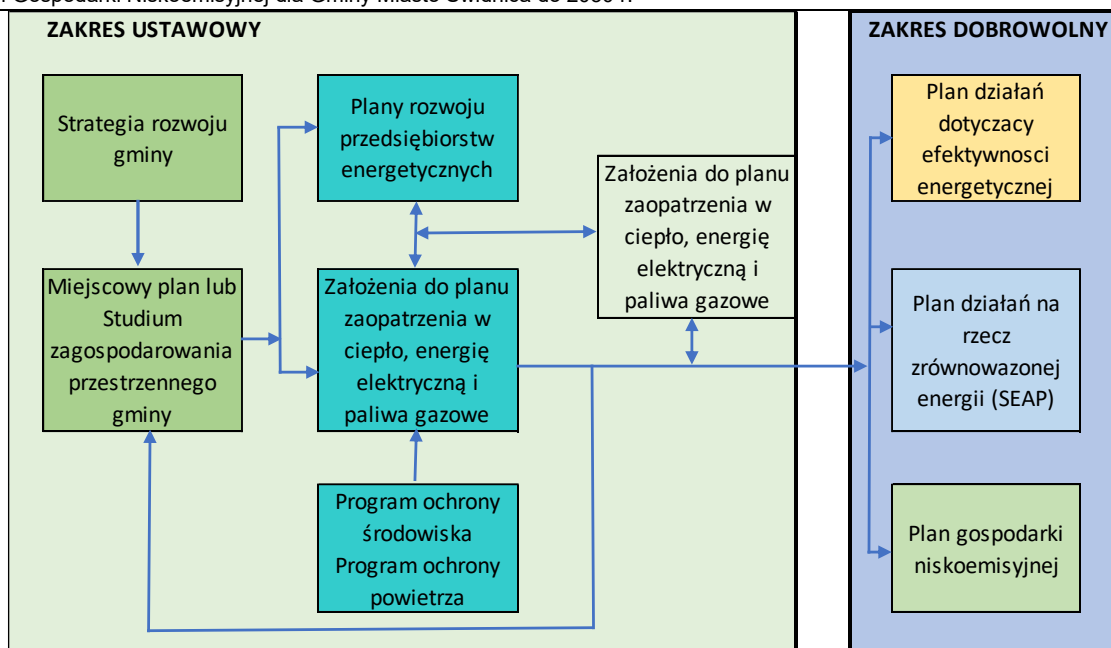 Gospodarki Niskoemisyjnej dla Gminy Miasto Świdnica do 2030 r.
ZAKRES USTAWOWY
Strategia rozwoju
gminy
Miejscowy plan lub
Studium
zagospodarowania
przestrzennego
gminy
Plany rozwoju
przedsiębiorstw
energetycznych
Założenia do planu
zaopatrzenia w
ciepło, energię
elektryczną i
paliwa gazowe
Program ochrony
środowiska
Program ochrony
powietrza
Założenia do planu
zaopatrzenia w
ciepło, energię
elektryczną i
paliwa gazowe
ZAKRES DOBROWOLNY
Plan działań
dotyczacy
efektywnosci
energetycznej
Plan działań na
rzecz
zrównowazonej
energii (SEAP)
Plan gospodarki
niskoemisyjnej